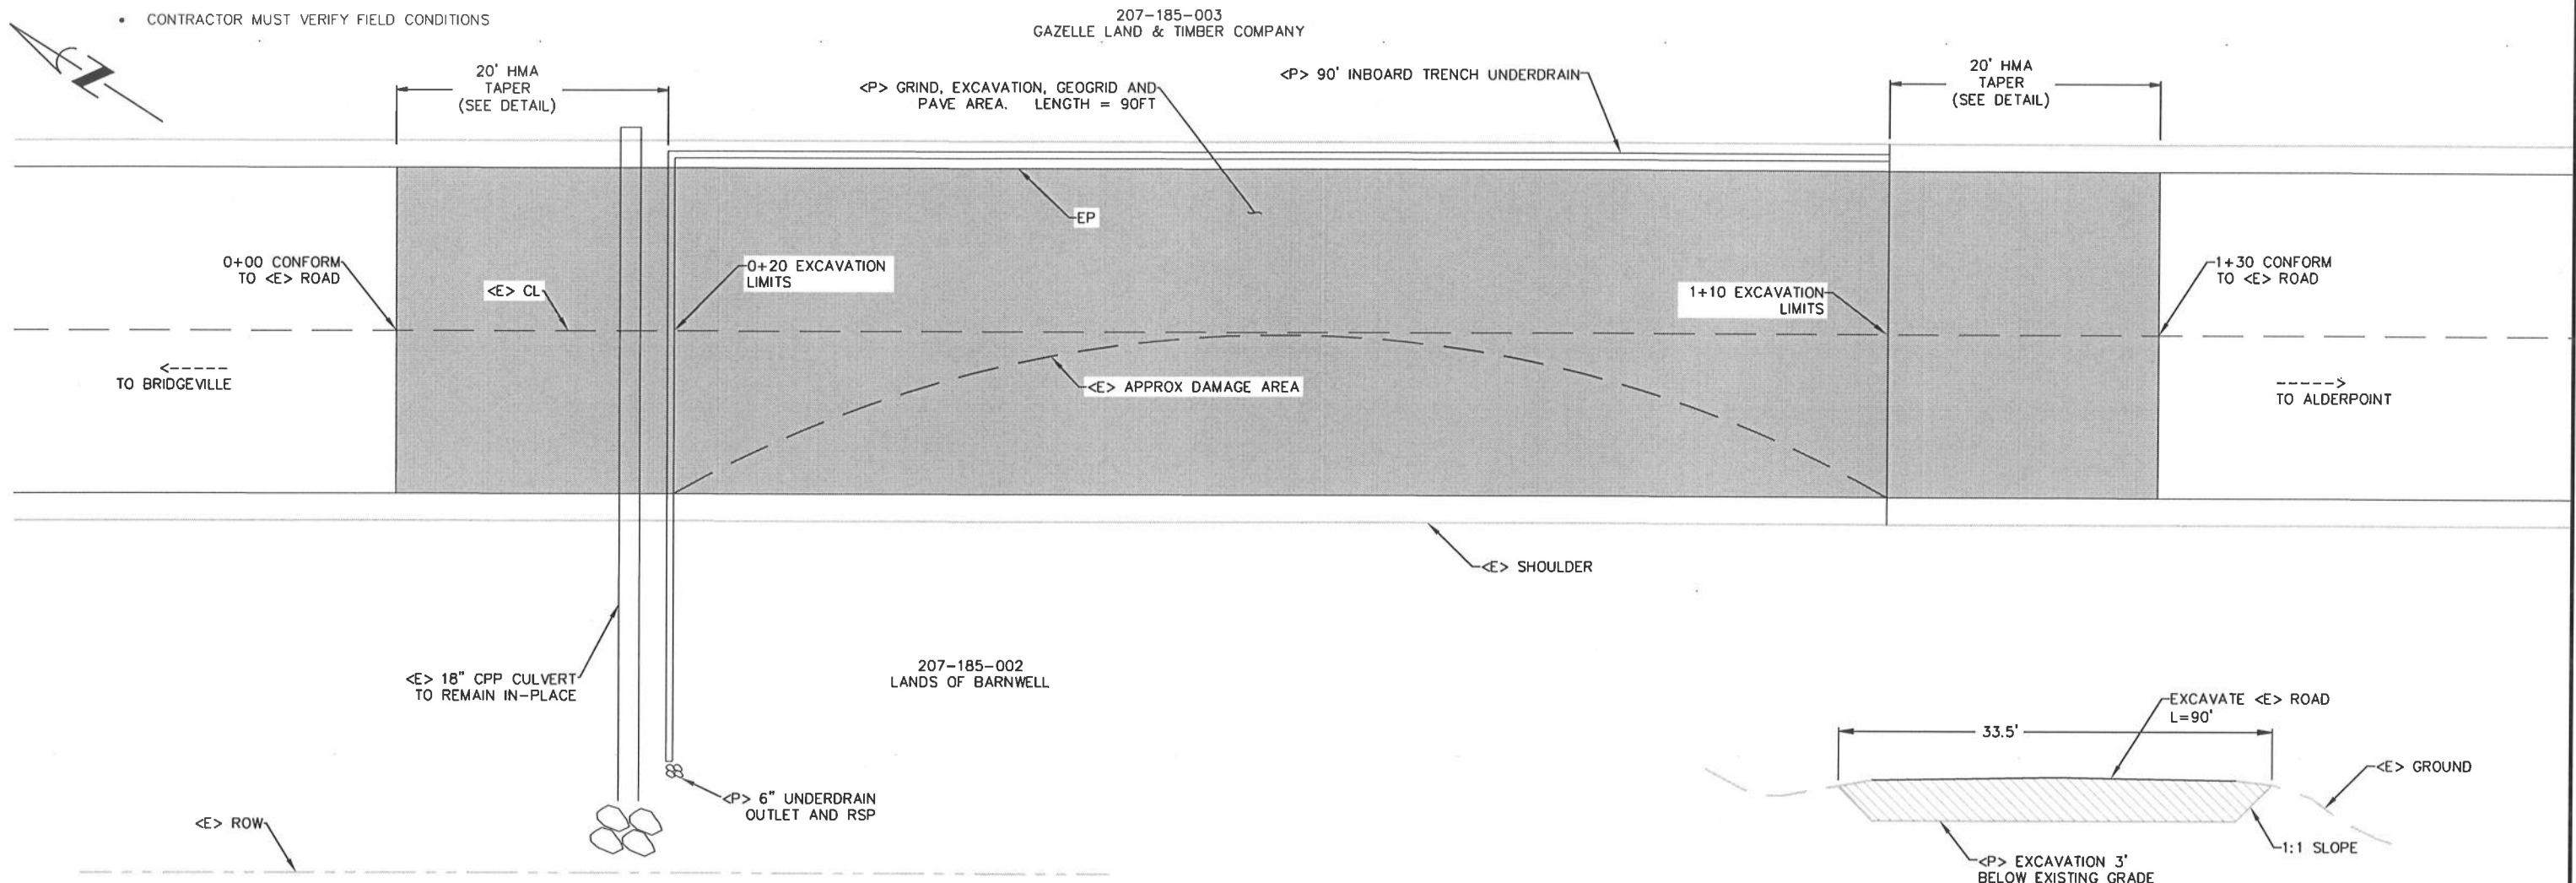 • CONTRACTOR MUST VERIFY FIELD CONDITIONS
207-185-003
GAZELLE LAND & TIMBER COMPANY
N
20' HMA
TAPER
(SEE DETAIL)
<P> GRIND, EXCAVATION, GEOGRID AND
PAVE AREA. LENGTH = 90FT
<P> 90' INBOARD TRENCH UNDERDRAIN
20' HMA
TAPER
(SEE DETAIL)
EP
0+00 CONFORM
TO <E> ROAD
<E> CL
0+20 EXCAVATION
LIMITS
1+10 EXCAVATION
LIMITS
1+30 CONFORM
TO <E> ROAD
<-----
TO BRIDGEVILLE
<E> APPROX DAMAGE AREA
----->
TO ALDERPOINT
<E> SHOULDER
<E> 18" CPP CULVERT
TO REMAIN IN-PLACE
207-185-002
LANDS OF BARNWELL
<P> 6" UNDERDRAIN
OUTLET AND RSP
<E> ROW
EXCAVATE <E> ROAD
L=90'
33.5'
<E> GROUND
1:1 SLOPE
<P> EXCAVATION 3'
BELOW EXISTING GRADE